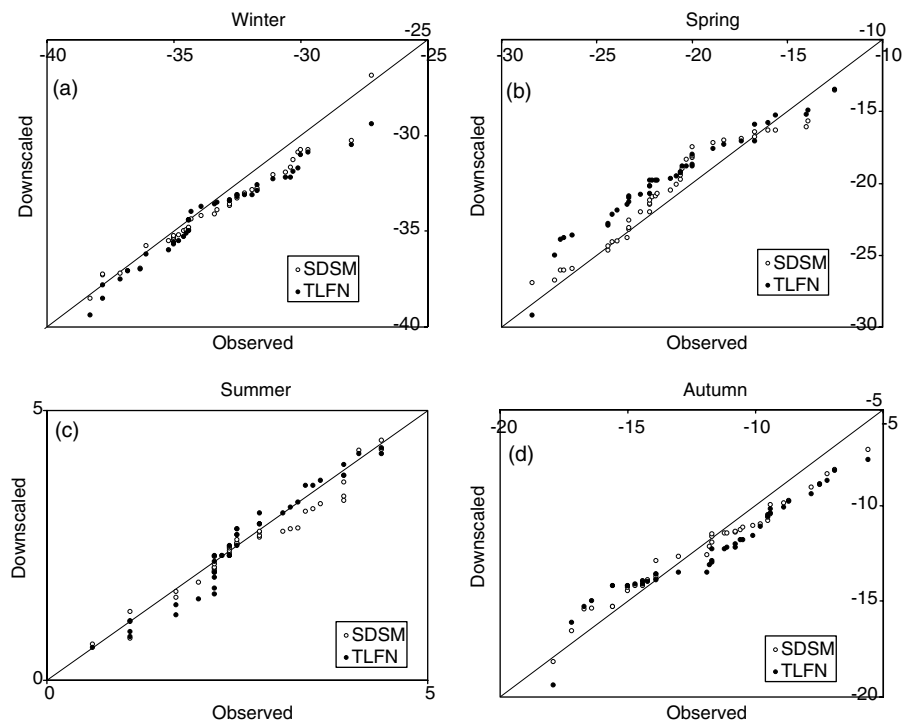 Winter
-40 -35 -30 -25
-25
(a)
-30
-35
-40
Downscaled
SDSM
TLFN
Observed
Spring
-30 -25 -20 -15 -10
-10
(b)
-15
-20
-25
-30
Downscaled
SDSM
TLFN
Observed
Summer
5
(c)
Downscaled
SDSM
TLFN
0
0 5
Observed
Autumn
-20 -15 -10 -5
-5
(d)
-10
-15
-20
Downscaled
SDSM
TLFN
Observed